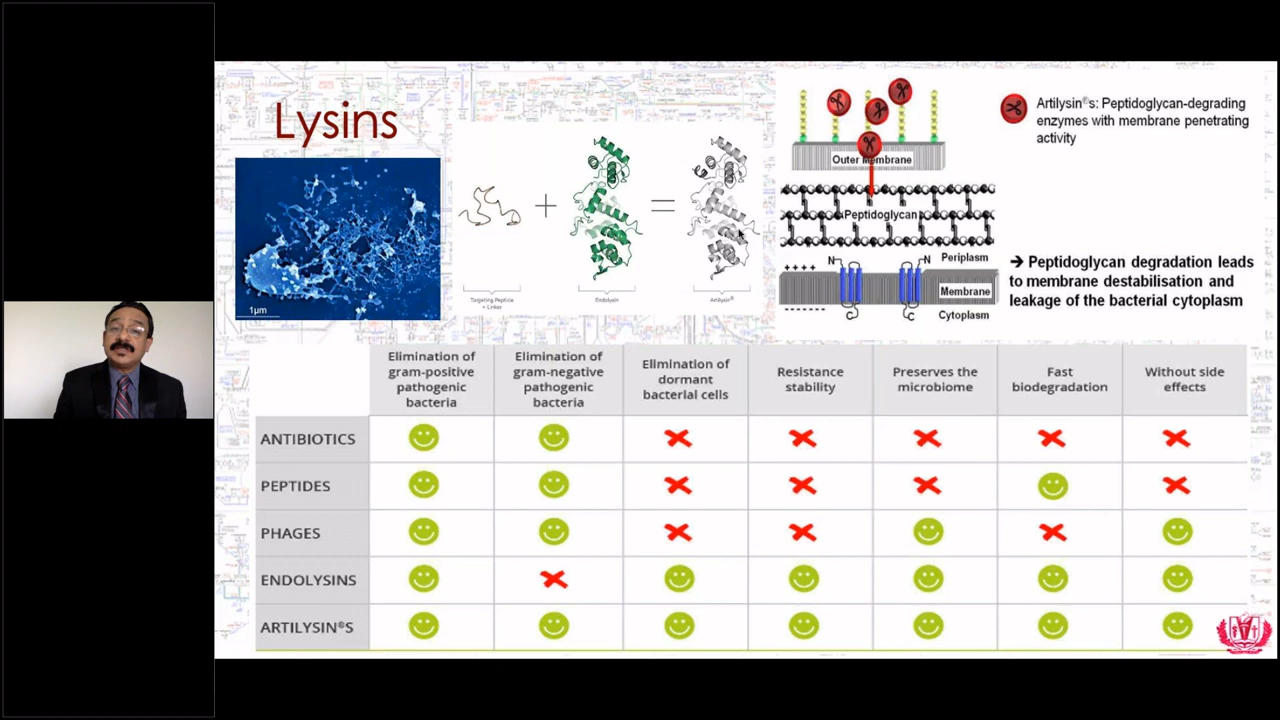 Lysins
1µm
+
=
Targeting Peptide
+ Linker
Endolysin
Artilysin®
Outer Membrane
Peptidoglycan
Periplasm
N
N
++++
Membrane
------
C
C
Cytoplasm
Artilysin®s: Peptidoglycan-degrading
enzymes with membrane penetrating
activity
➔ Peptidoglycan degradation leads
to membrane destabilisation and
leakage of the bacterial cytoplasm
Elimination of
gram-positive
pathogenic
bacteria
Elimination of
gram-negative
pathogenic
bacteria
Elimination of
dormant
bacterial cells
Resistance
stability
Preserves the
microbiome
Fast
biodegradation
Without side
effects
ANTIBIOTICS
PEPTIDES
PHAGES
ENDOLYSINS
ARTILYSIN®S